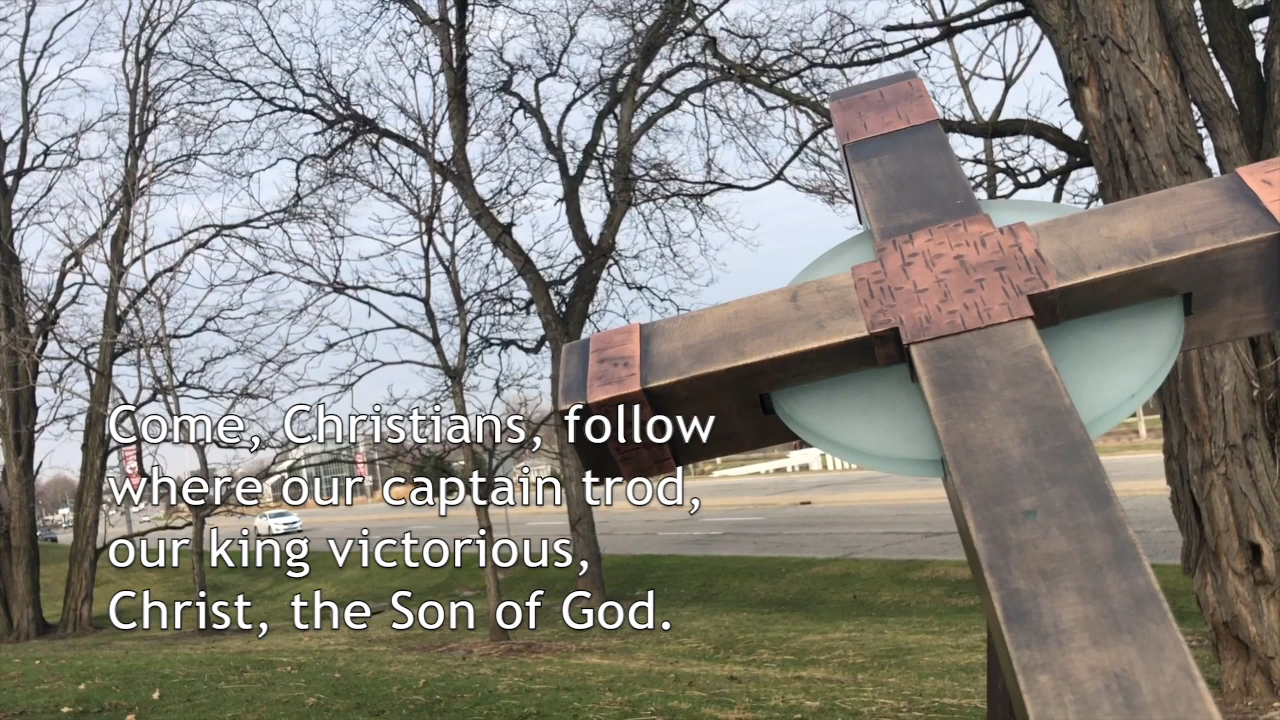 Come, Christians, follow
where our captain trod,
our king victorious,
Christ, the Son of God.